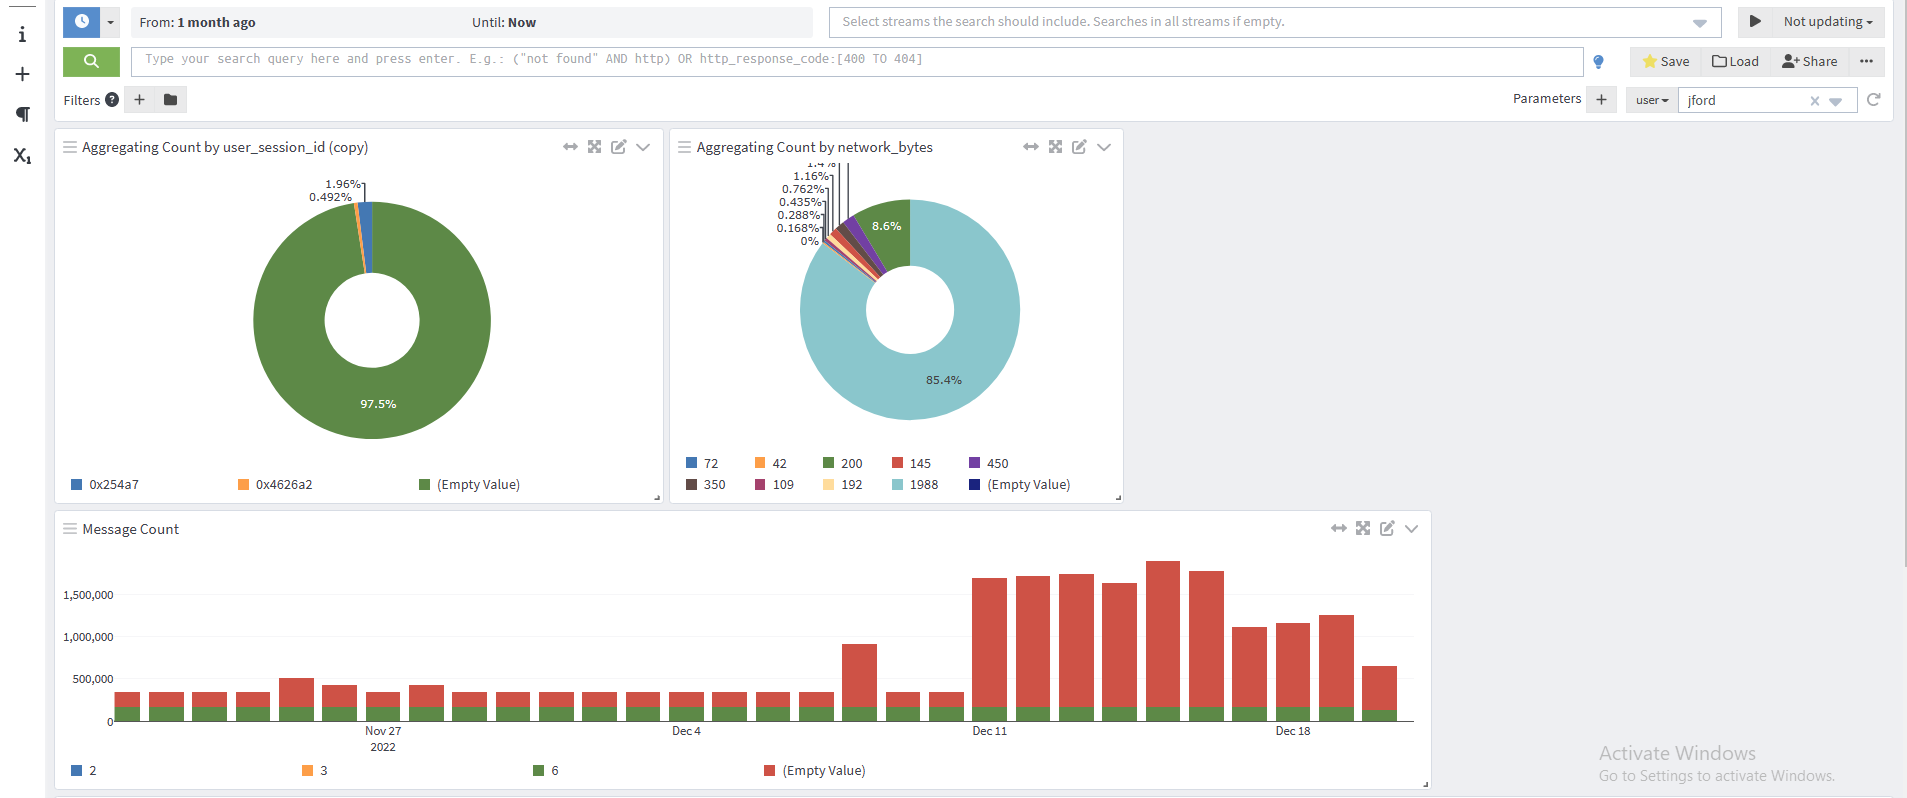 From: 1 month ago
Until: Now
Select streams the search should include. Searches in all streams if empty.
Not updating
Type your search query here and press enter. E.g.: ("not found" AND http) OR http_response_code:[400 TO 404]
Save
Load
Share
Filters
Parameters
user
jford
Aggregating Count by user_session_id (copy)
1.96%
0.492%
97.5%
0x254a7
0x4626a2
(Empty Value)
Aggregating Count by network_bytes
1.4%
1.16%
0.762%
0.435%
0.288%
0.168%
0%
8.6%
85.4%
72
42
200
145
450
350
109
192
1988
(Empty Value)
Message Count
1,500,000
1,000,000
500,000
0
Nov 27
2022
Dec 4
Dec 11
Dec 18
2
3
6
(Empty Value)
Activate Windows
Go to Settings to activate Windows.